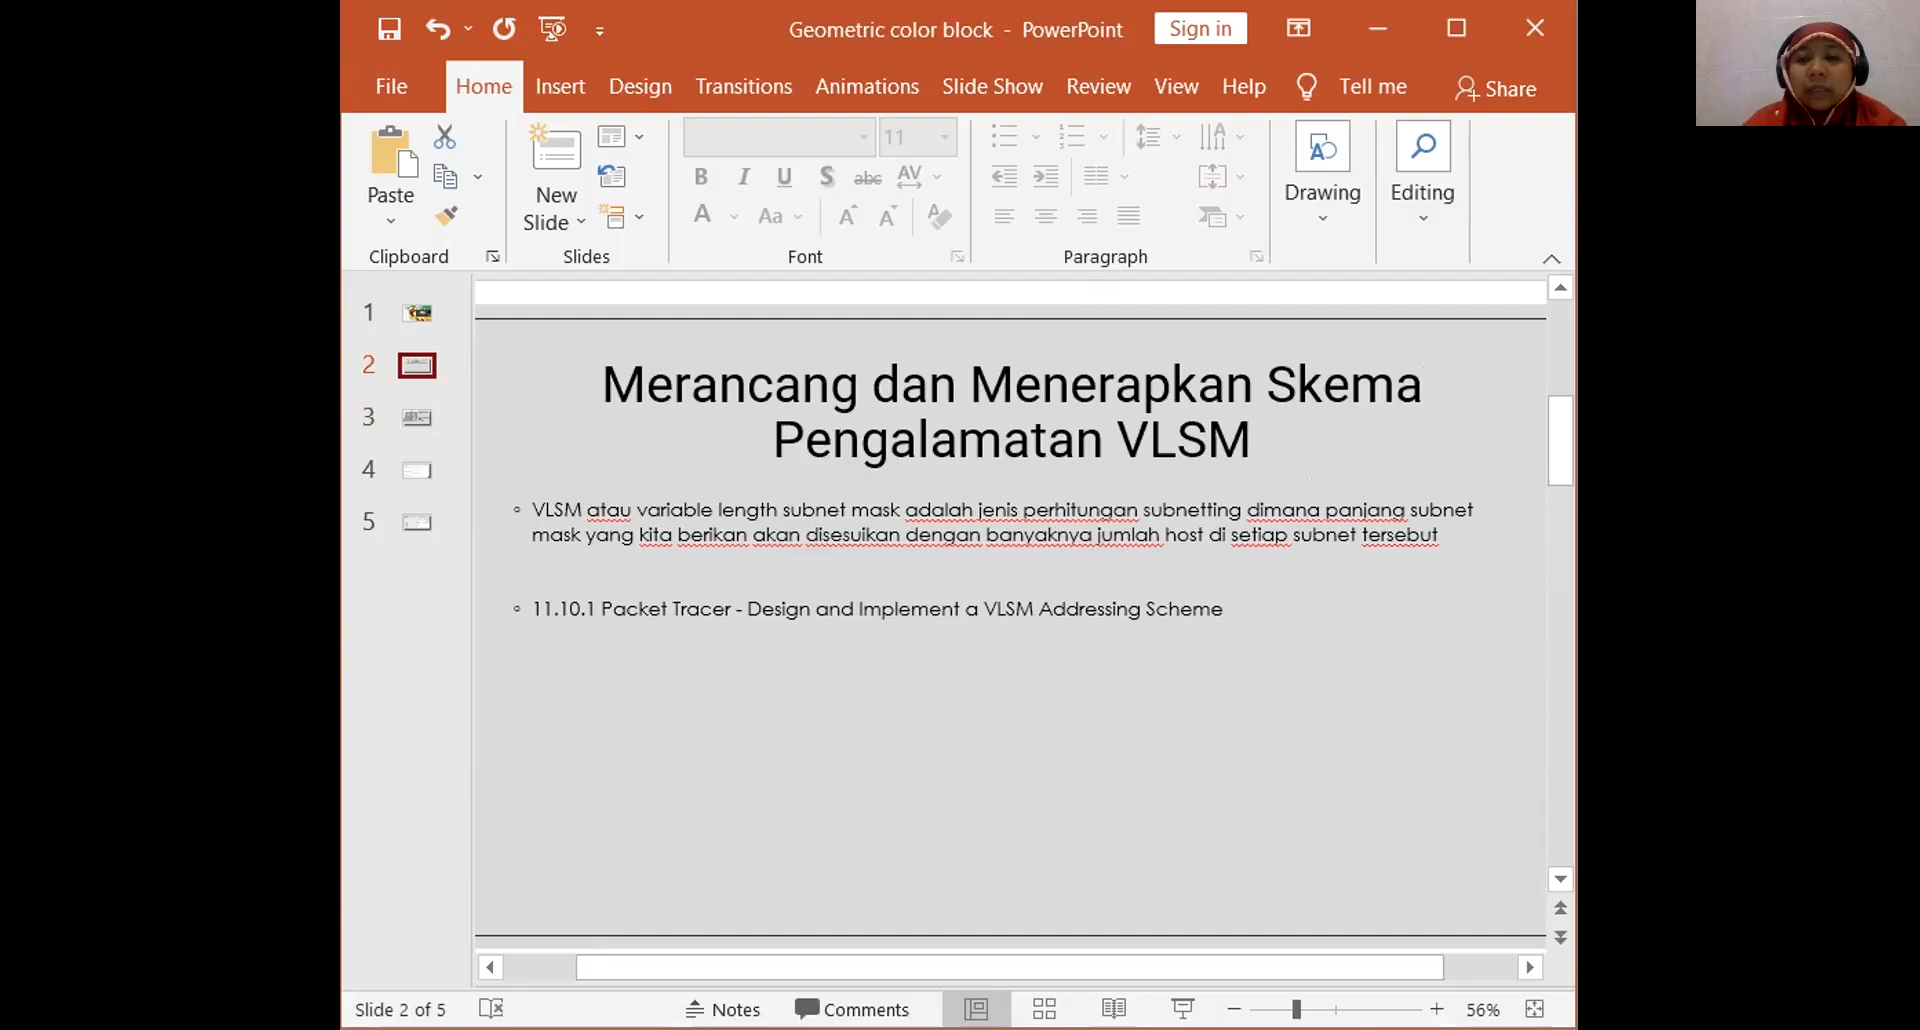 Geometric color block - PowerPoint
Sign in
File Home Insert Design Transitions Animations Slide Show Review View Help Tell me Share
11
Paste
New
Slide
B I U S abc AV
A Aa A A A
Drawing
Editing
Clipboard Slides Font Paragraph
1
2
3
4
5
Merancang dan Menerapkan Skema
Pengalamatan VLSM
VLSM atau variable length subnet mask adalah jenis perhitungan subnetting dimana panjang subnet
mask yang kita berikan akan disesuikan dengan banyaknya jumlah host di setiap subnet tersebut
11.10.1 Packet Tracer - Design and Implement a VLSM Addressing Scheme
Slide 2 of 5 Notes Comments 56%